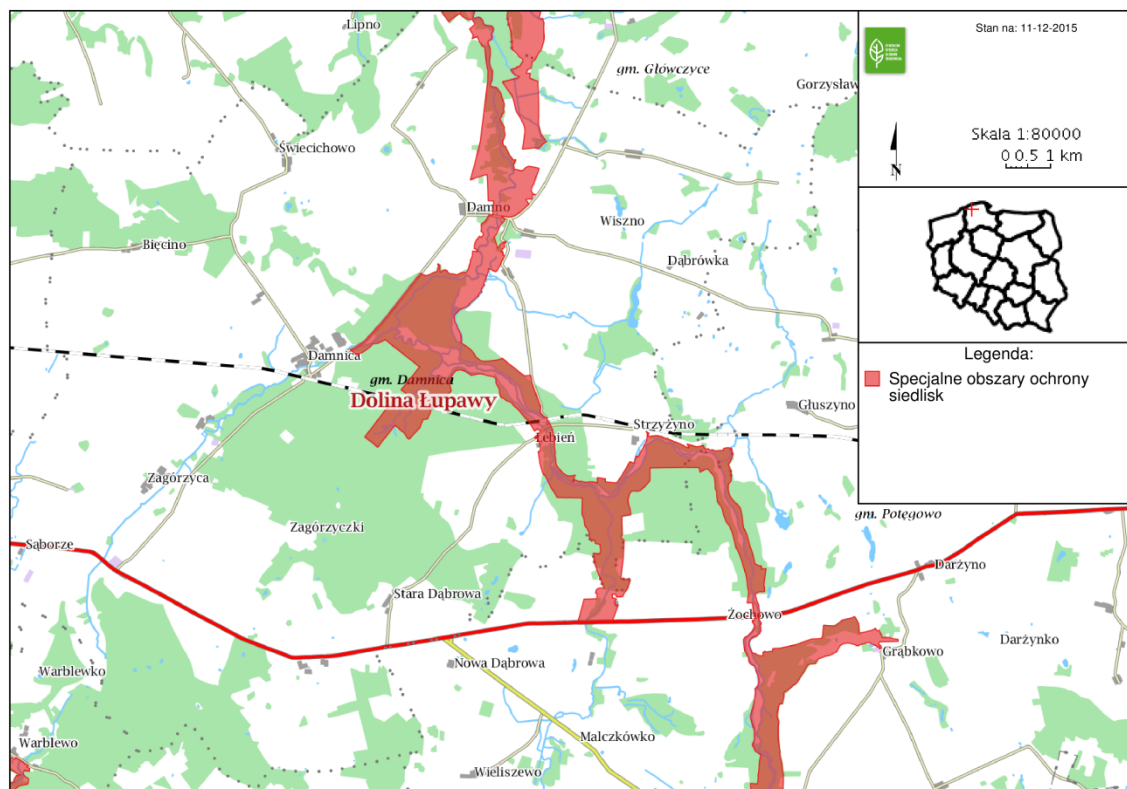 Lipno
gm. Główczyce
Gorzysław
Święcichowo
Damno
Wiszno
Bięcino
Dąbrówka
Damnica
gm. Damnica
Dolina Łupawy
Głuszyno
Strzyżyno
Łebień
Zagórzyca
Zagórzyczki
gm. Potęgowo
Sąborze
Darżyno
Stara Dąbrowa
Żochowo
Darżynko
Grąbkowo
Nowa Dąbrowa
Warblewko
Malczkówko
Warblewo
Wieliszewo
Stan na: 11-12-2015
Skala 1:80000
0 0.5 1 km
N
Legenda:
Specjalne obszary ochrony
siedlisk